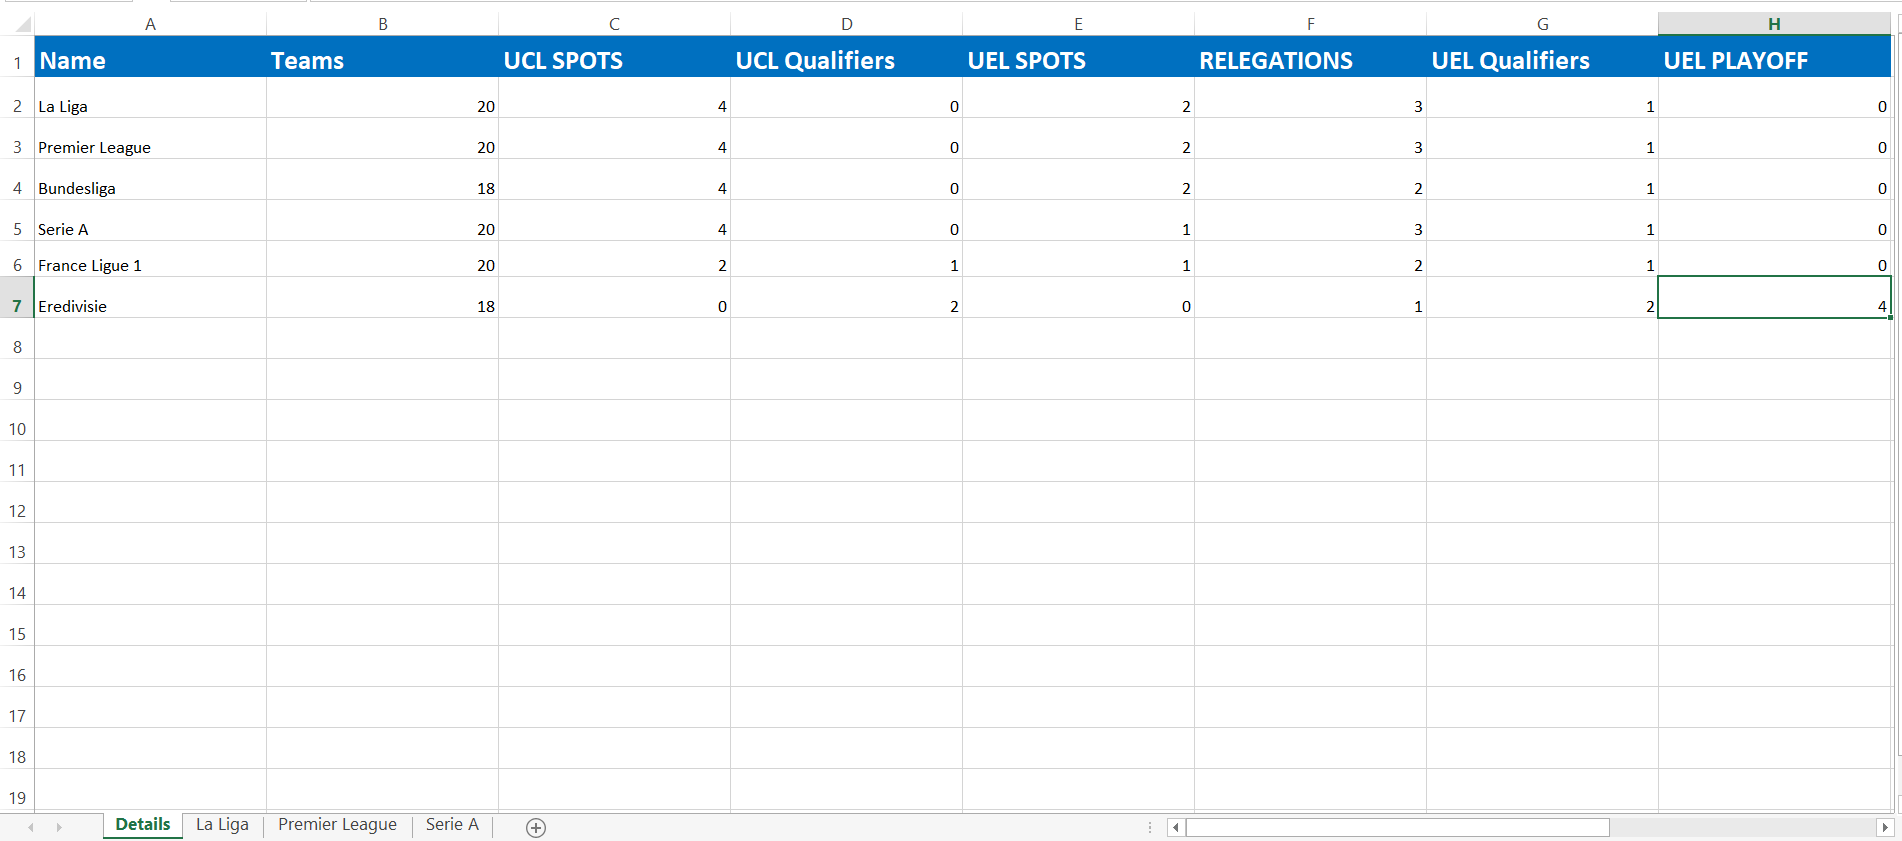 A B C D E F G H
1 Name Teams UCL SPOTS UCL Qualifiers UEL SPOTS RELEGATIONS UEL Qualifiers UEL PLAYOFF
2 La Liga 20 4 0 2 3 1 0
3 Premier League 20 4 0 2 3 1 0
4 Bundesliga 18 4 0 2 2 1 0
5 Serie A 20 4 0 1 3 1 0
6 France Ligue 1 20 2 1 1 2 1 0
7 Eredivisie 18 0 2 0 1 2 4
8
9
10
11
12
13
14
15
16
17
18
19
Details La Liga Premier League Serie A